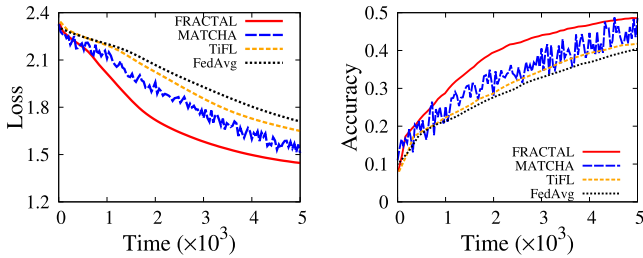 2.4
2.1
1.8
1.5
1.2
Loss
FRACTAL
MATCHA
TiFL
FedAvg
0 1 2 3 4 5
Time (×10³)
0.5
0.4
0.3
0.2
0.1
0
Accuracy
FRACTAL
MATCHA
TiFL
FedAvg
0 1 2 3 4 5
Time (×10³)